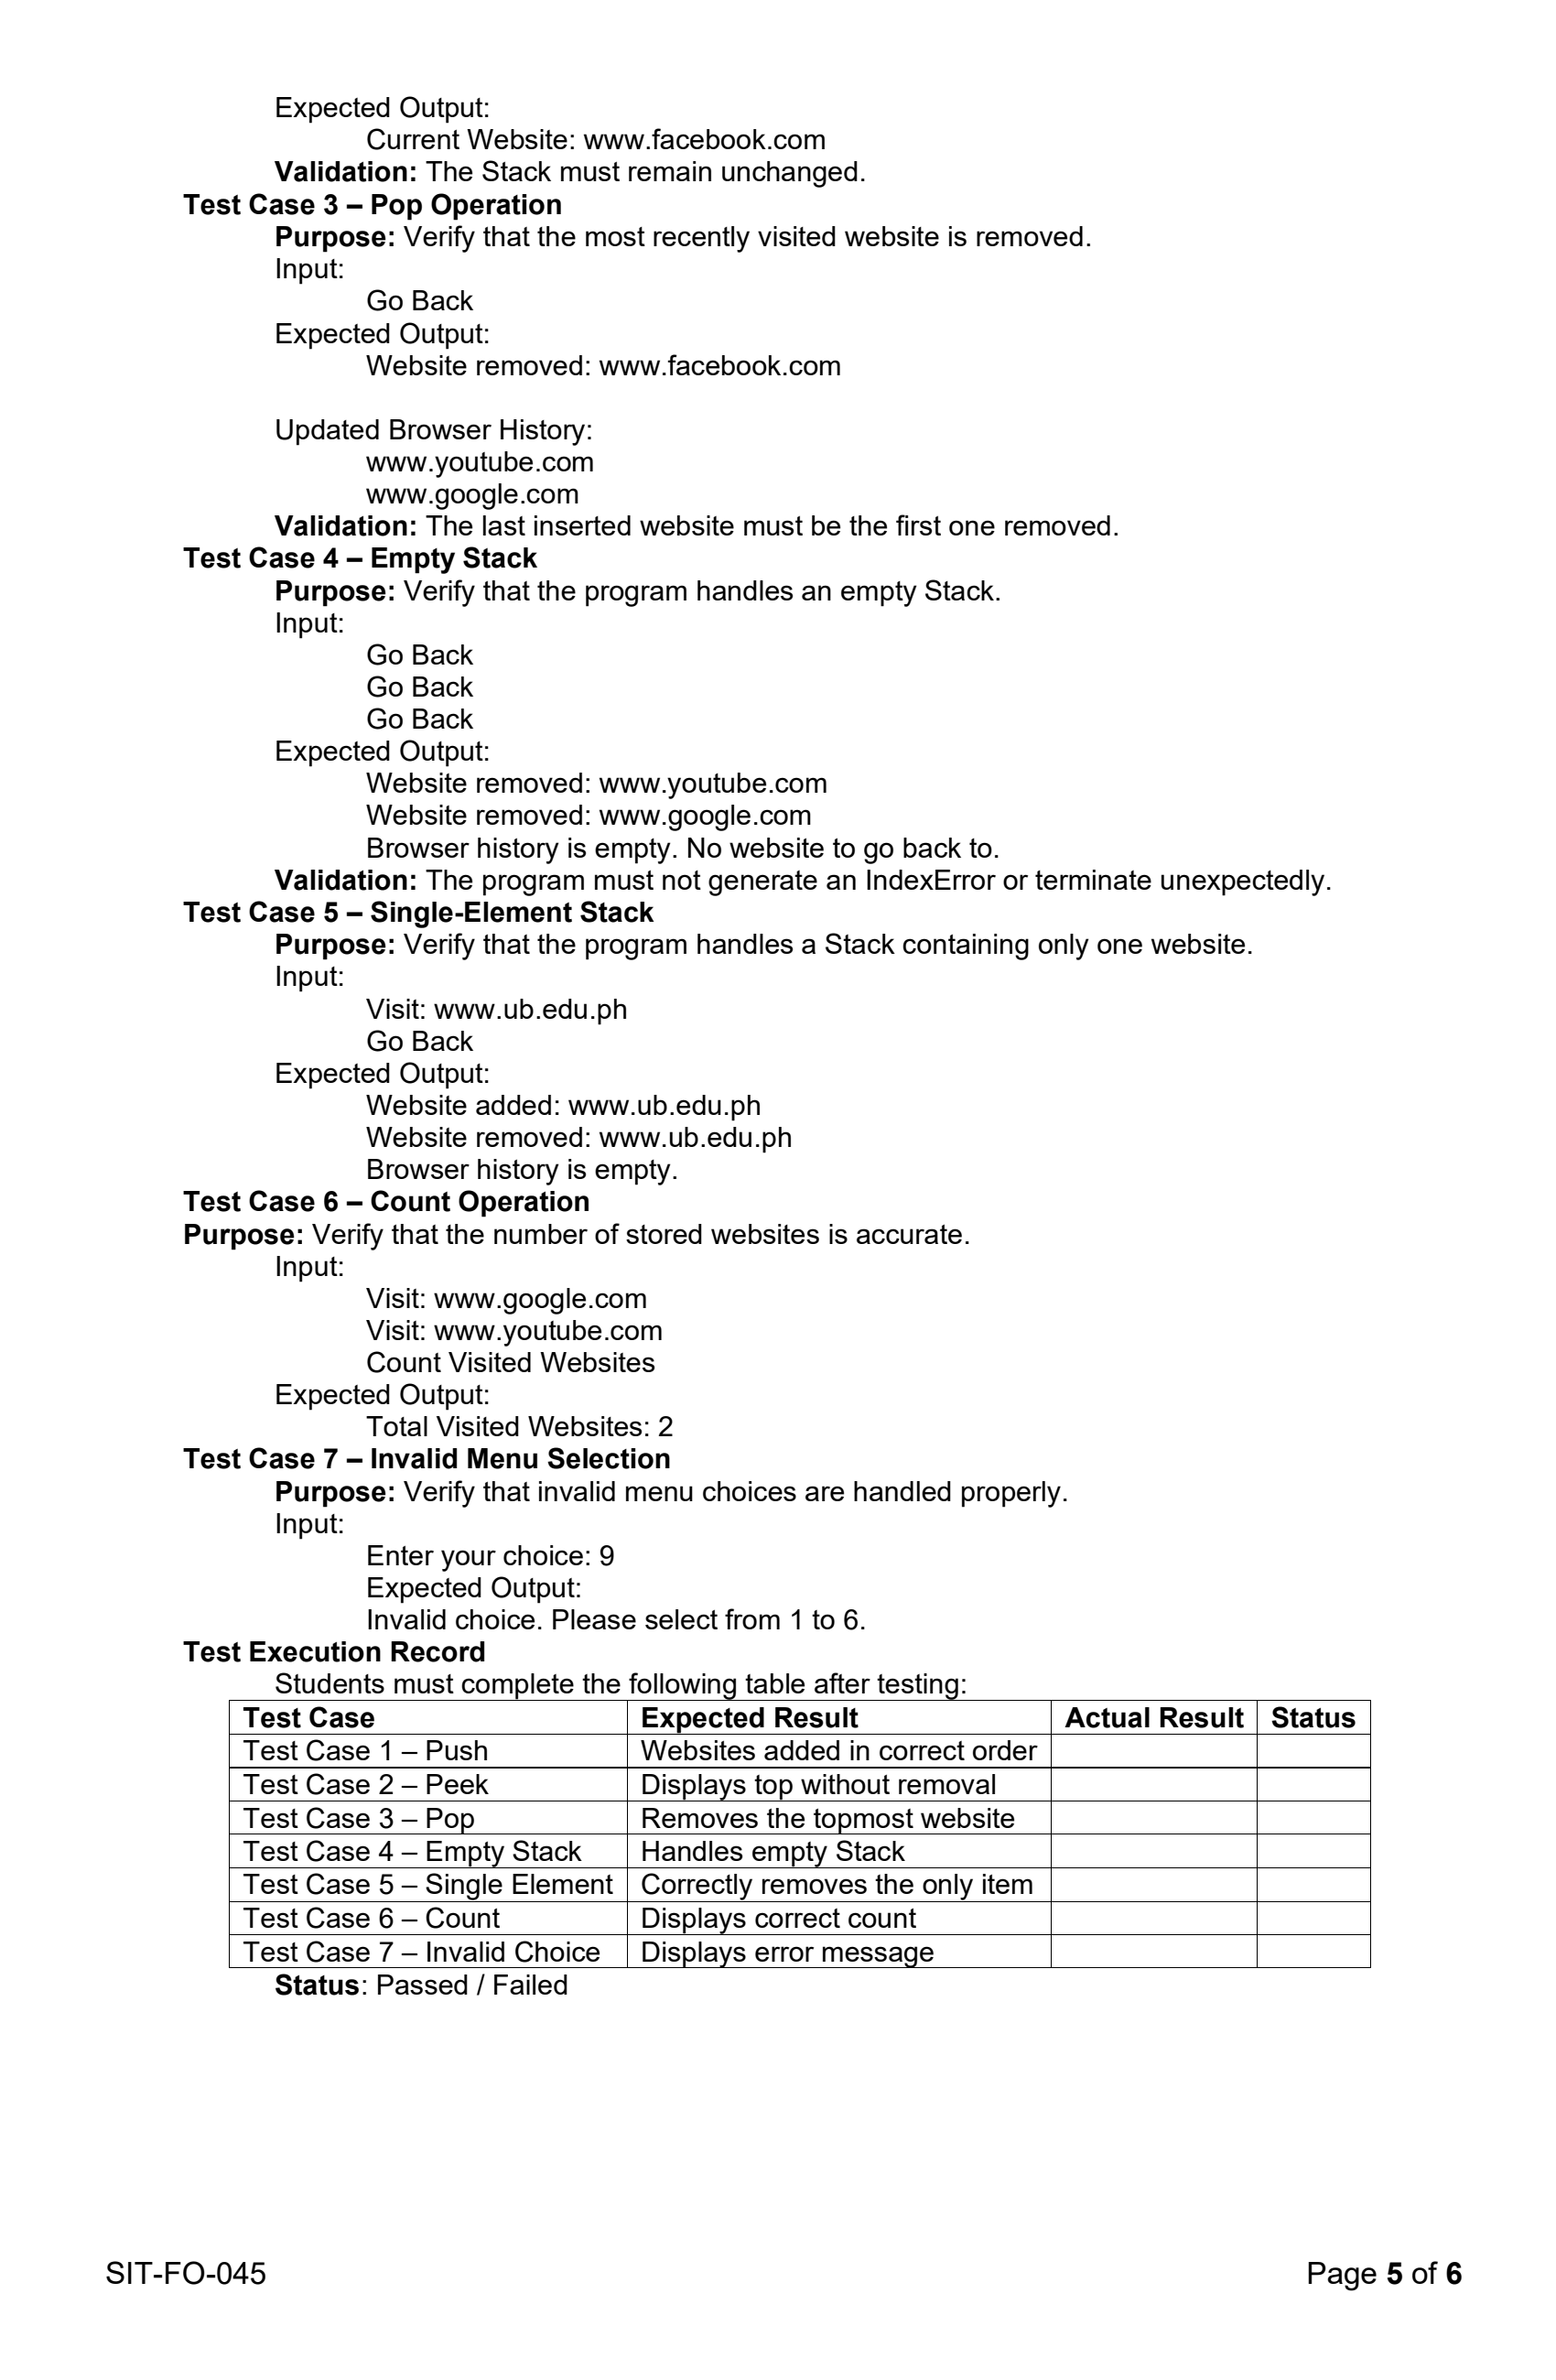 Expected Output:
Current Website: www.facebook.com
Validation: The Stack must remain unchanged.
Test Case 3 – Pop Operation
Purpose: Verify that the most recently visited website is removed.
Input:
Go Back
Expected Output:
Website removed: www.facebook.com
Updated Browser History:
www.youtube.com
www.google.com
Validation: The last inserted website must be the first one removed.
Test Case 4 – Empty Stack
Purpose: Verify that the program handles an empty Stack.
Input:
Go Back
Go Back
Go Back
Expected Output:
Website removed: www.youtube.com
Website removed: www.google.com
Browser history is empty. No website to go back to.
Validation: The program must not generate an IndexError or terminate unexpectedly.
Test Case 5 – Single-Element Stack
Purpose: Verify that the program handles a Stack containing only one website.
Input:
Visit: www.ub.edu.ph
Go Back
Expected Output:
Website added: www.ub.edu.ph
Website removed: www.ub.edu.ph
Browser history is empty.
Test Case 6 – Count Operation
Purpose: Verify that the number of stored websites is accurate.
Input:
Visit: www.google.com
Visit: www.youtube.com
Count Visited Websites
Expected Output:
Total Visited Websites: 2
Test Case 7 – Invalid Menu Selection
Purpose: Verify that invalid menu choices are handled properly.
Input:
Enter your choice: 9
Expected Output:
Invalid choice. Please select from 1 to 6.
Test Execution Record
Students must complete the following table after testing:
Test Case Expected Result Actual Result Status
Test Case 1 – Push Websites added in correct order
Test Case 2 – Peek Displays top without removal
Test Case 3 – Pop Removes the topmost website
Test Case 4 – Empty Stack Handles empty Stack
Test Case 5 – Single Element Correctly removes the only item
Test Case 6 – Count Displays correct count
Test Case 7 – Invalid Choice Displays error message
Status: Passed / Failed
SIT-FO-045 Page 5 of 6